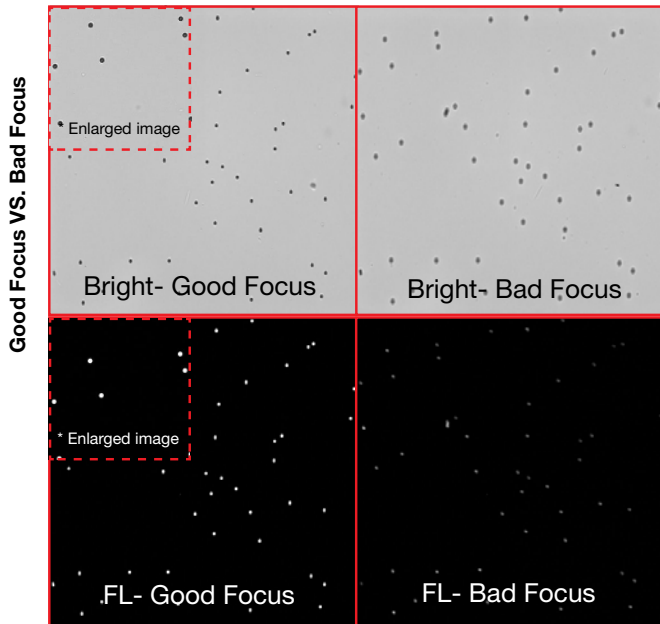 Good Focus VS. Bad Focus
* Enlarged image
Bright- Good Focus
Bright- Bad Focus
* Enlarged image
FL- Good Focus
FL- Bad Focus